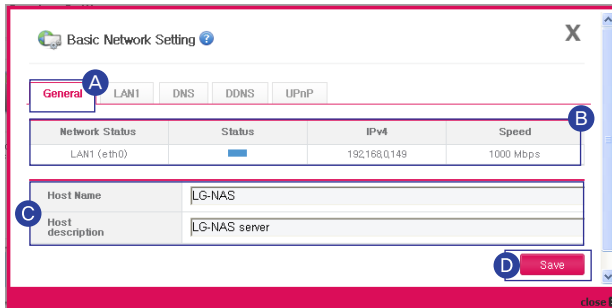 Basic Network Setting ?
X
A
General LAN1 DNS DDNS UPnP
B
Network Status Status IPv4 Speed
LAN1 (eth0) 192,168,0,149 1000 Mbps
C
Host Name LG-NAS
Host description LG-NAS server
D Save
close